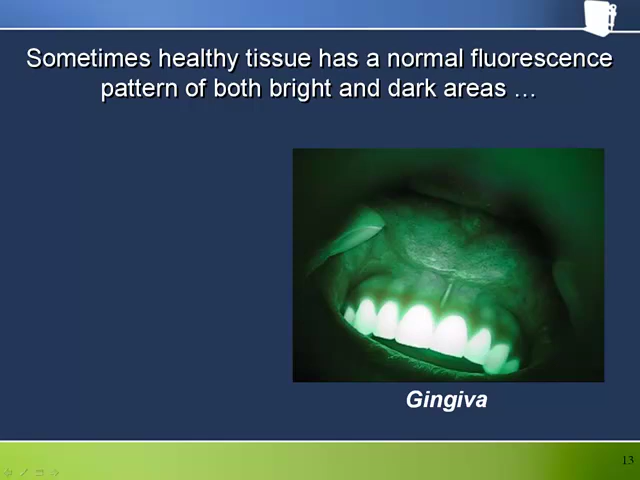 Sometimes healthy tissue has a normal fluorescence
pattern of both bright and dark areas …
Gingiva
13